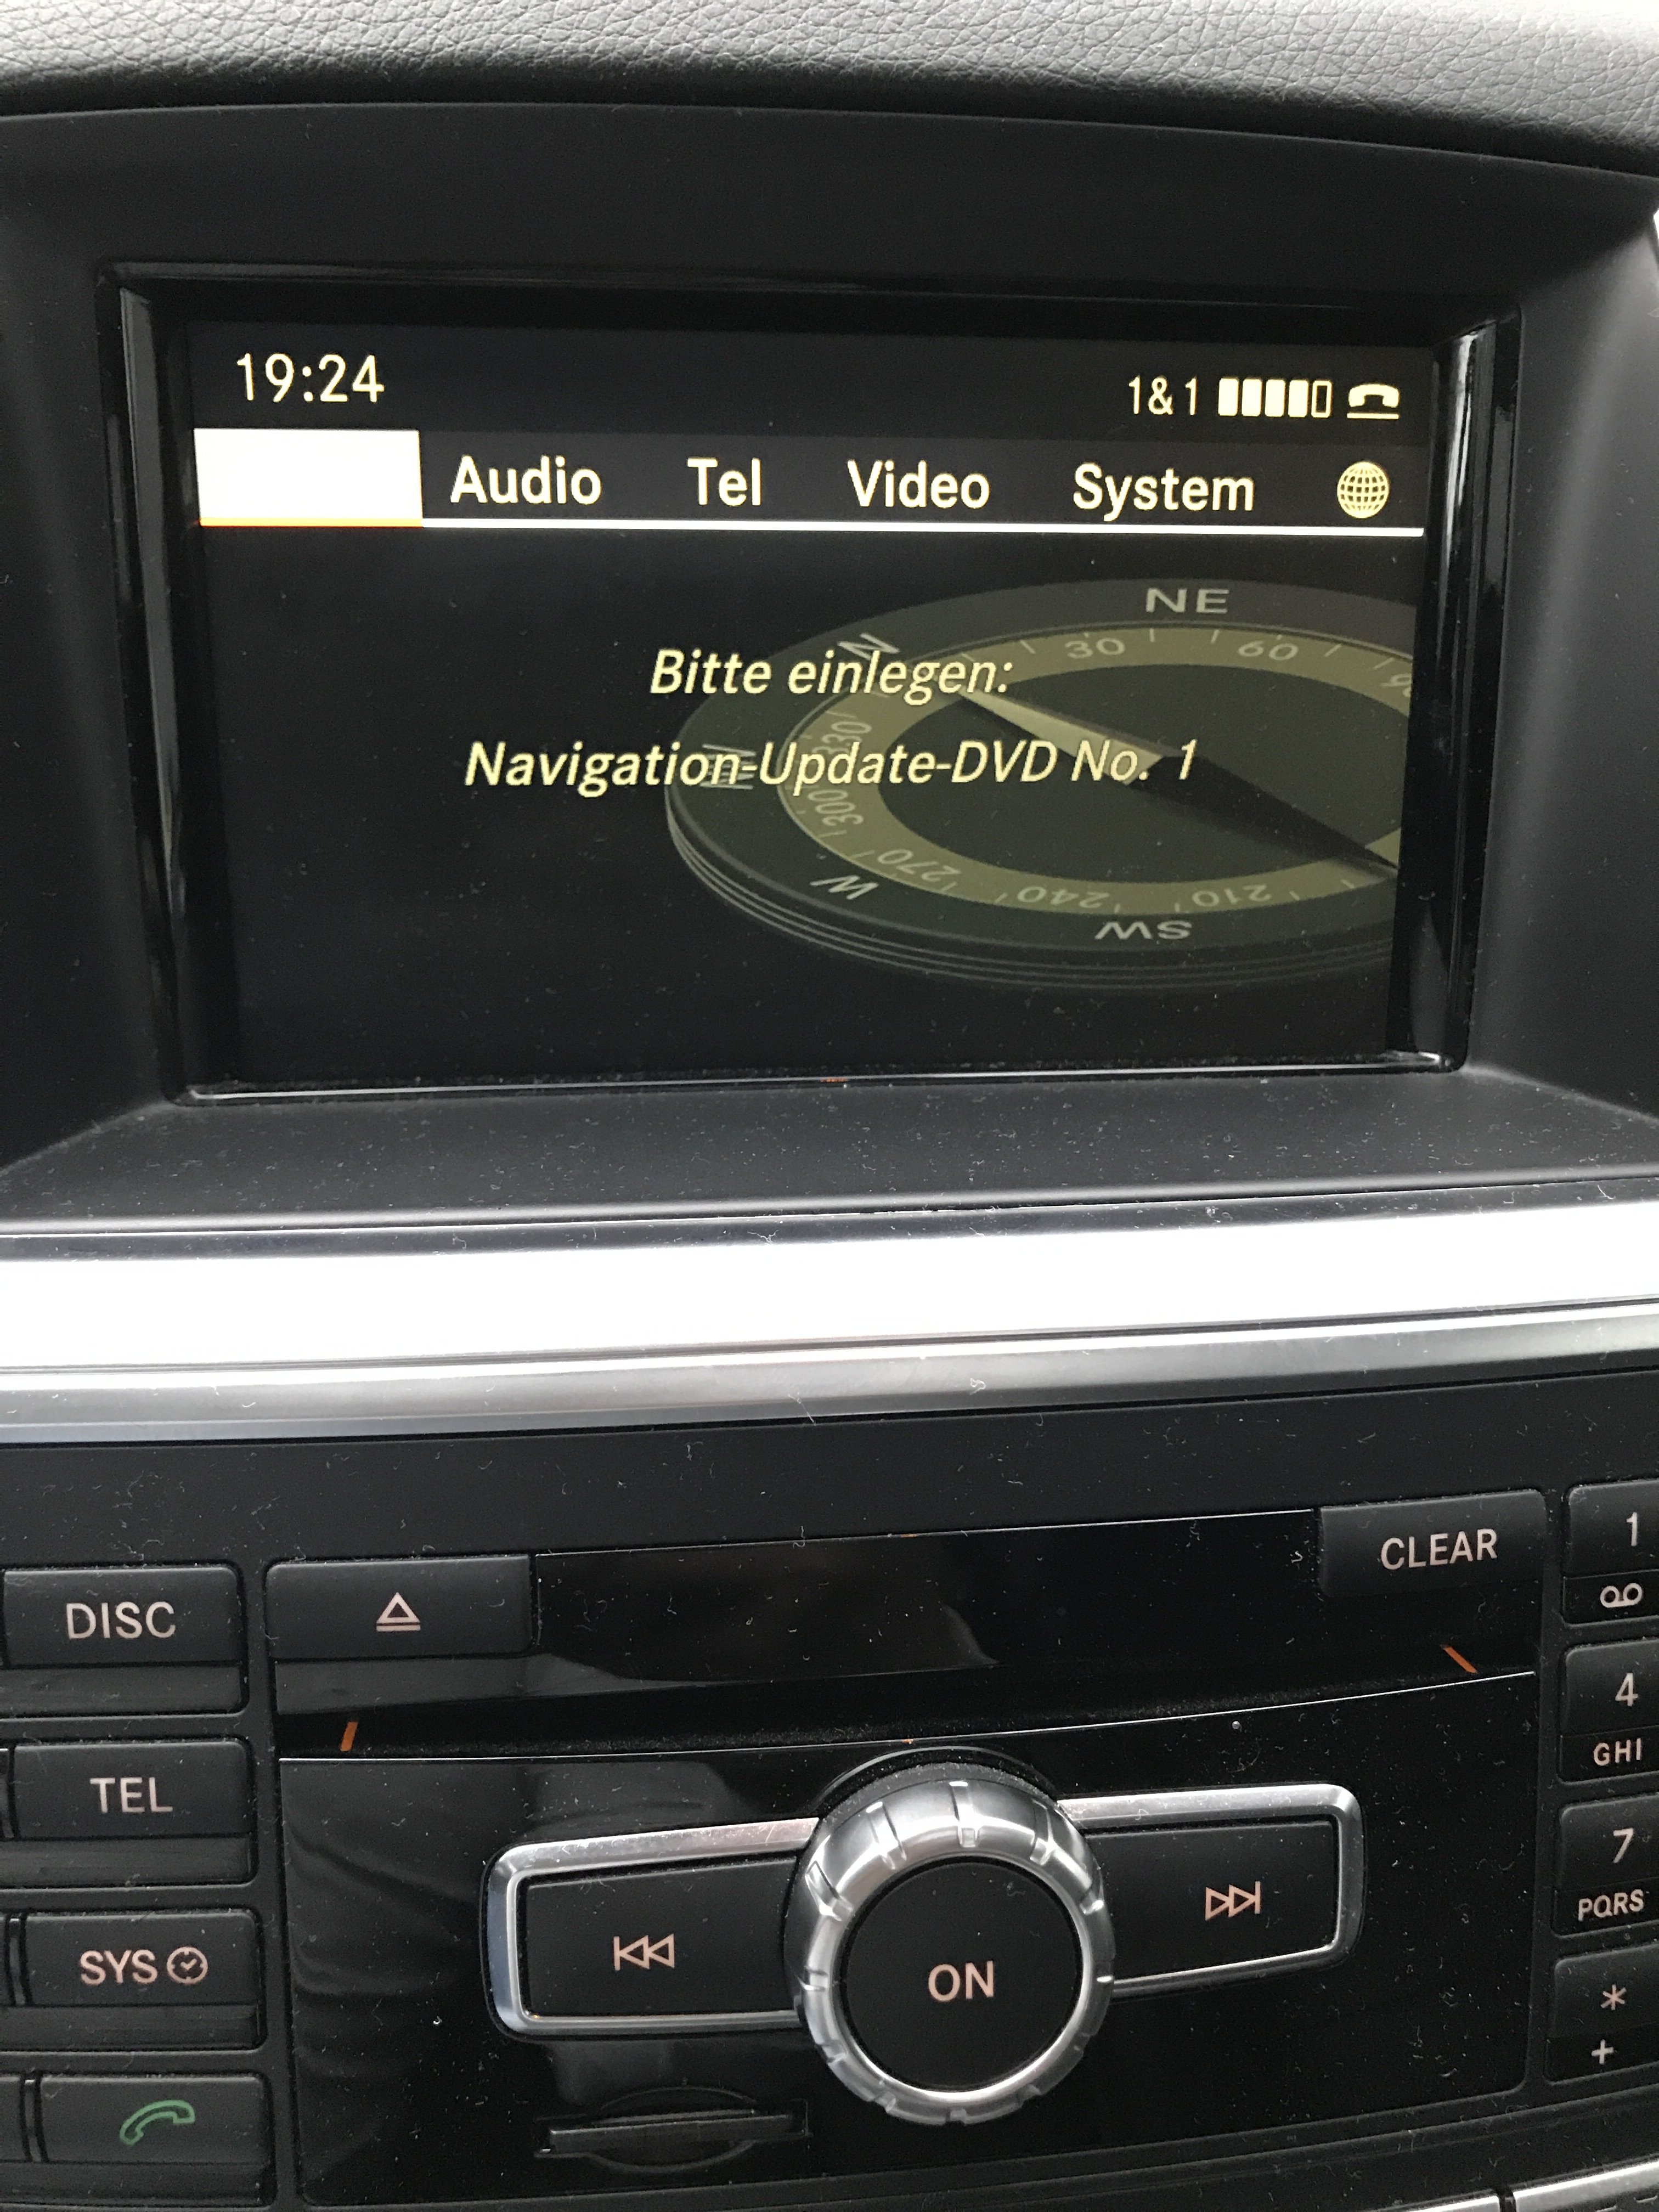 19:24 1&1
Audio Tel Video System
NE
N 30 60
Bitte einlegen:
330
NW
Navigation-Update-DVD No. 1
300
270
W
240 210
SW
CLEAR
1
DISC
4
GHI
TEL
7
PQRS
SYS
ON
*
+